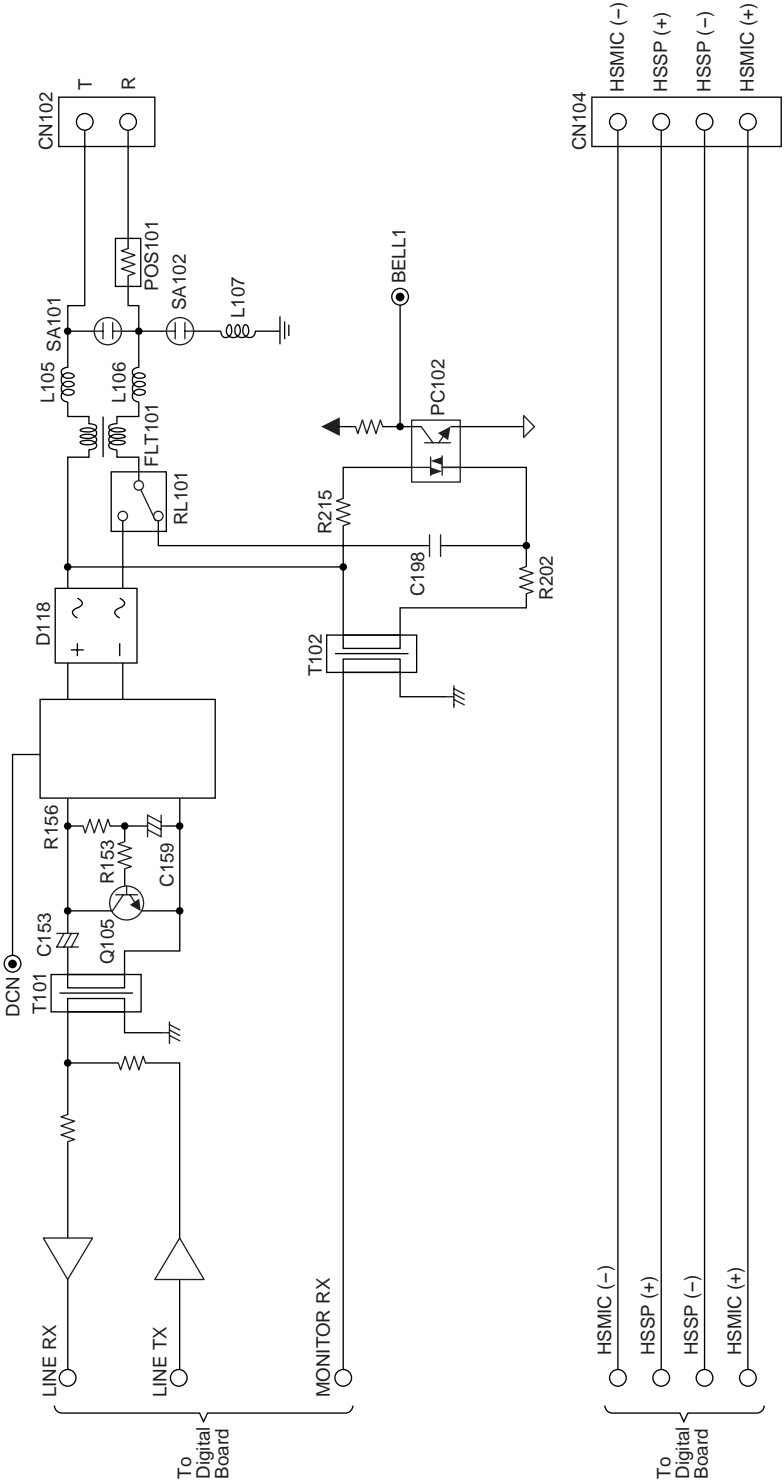 CN102
T
R
POS101
SA101
SA102
L107
L105
L106
FLT101
RL101
BELL1
PC102
R215
C198
R202
D118
+
−
~
~
T102
R156
R153
C159
C153
Q105
DCN
T101
LINE RX
LINE TX
MONITOR RX
To
Digital
Board
CN104
HSMIC (−)
HSSP (+)
HSSP (−)
HSMIC (+)
HSMIC (−)
HSSP (+)
HSSP (−)
HSMIC (+)
To
Digital
Board